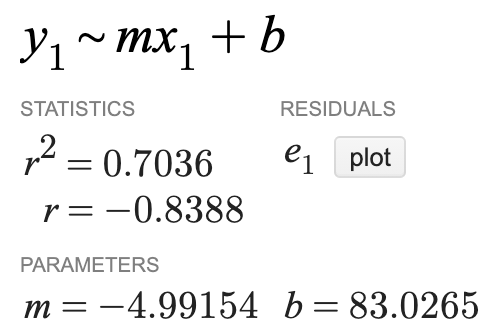 y₁ ~ mx₁ + b
STATISTICS RESIDUALS
r² = 0.7036 e₁ plot
r = −0.8388
PARAMETERS
m = −4.99154 b = 83.0265